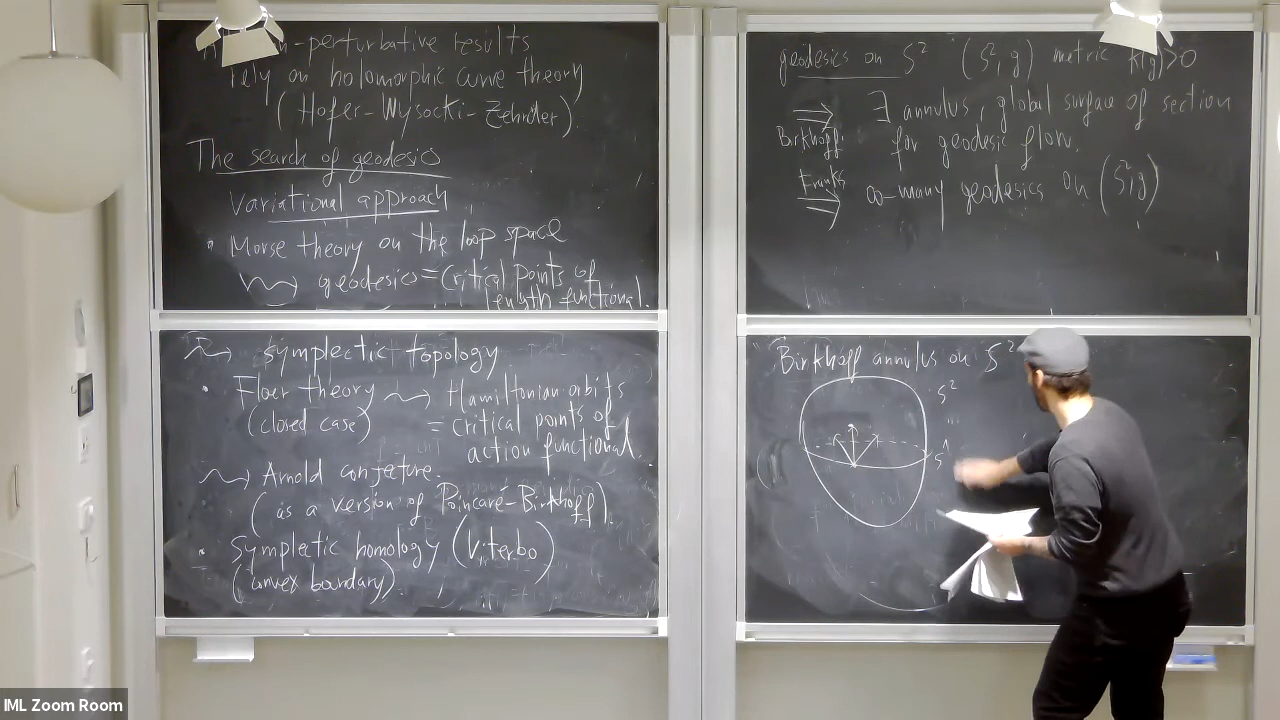 -perturbative results
rely on holomorphic curve theory
(Hofer-Wysocki-Zehnder).
The search of geodesics
Variational approach
• Morse theory on the loop space
⇝ geodesics = critical points of
length functional.
⇝ symplectic topology
• Floer theory ⇝ Hamiltonian orbits
(closed case) = critical points of
action functional.
⇝ Arnold conjecture.
(as a version of Poincaré-Birkhoff).
• Sympletic homology (Viterbo)
(convex boundary).
geodesics on S² (S², g) metric K(g)>0
⇒ ∃ annulus, global surface of section
Birkhoff for geodesic flow.
Franks
⇒ ∞-many geodesics on (S², g)
Birkhoff annulus on S²
S²
S¹
IML Zoom Room